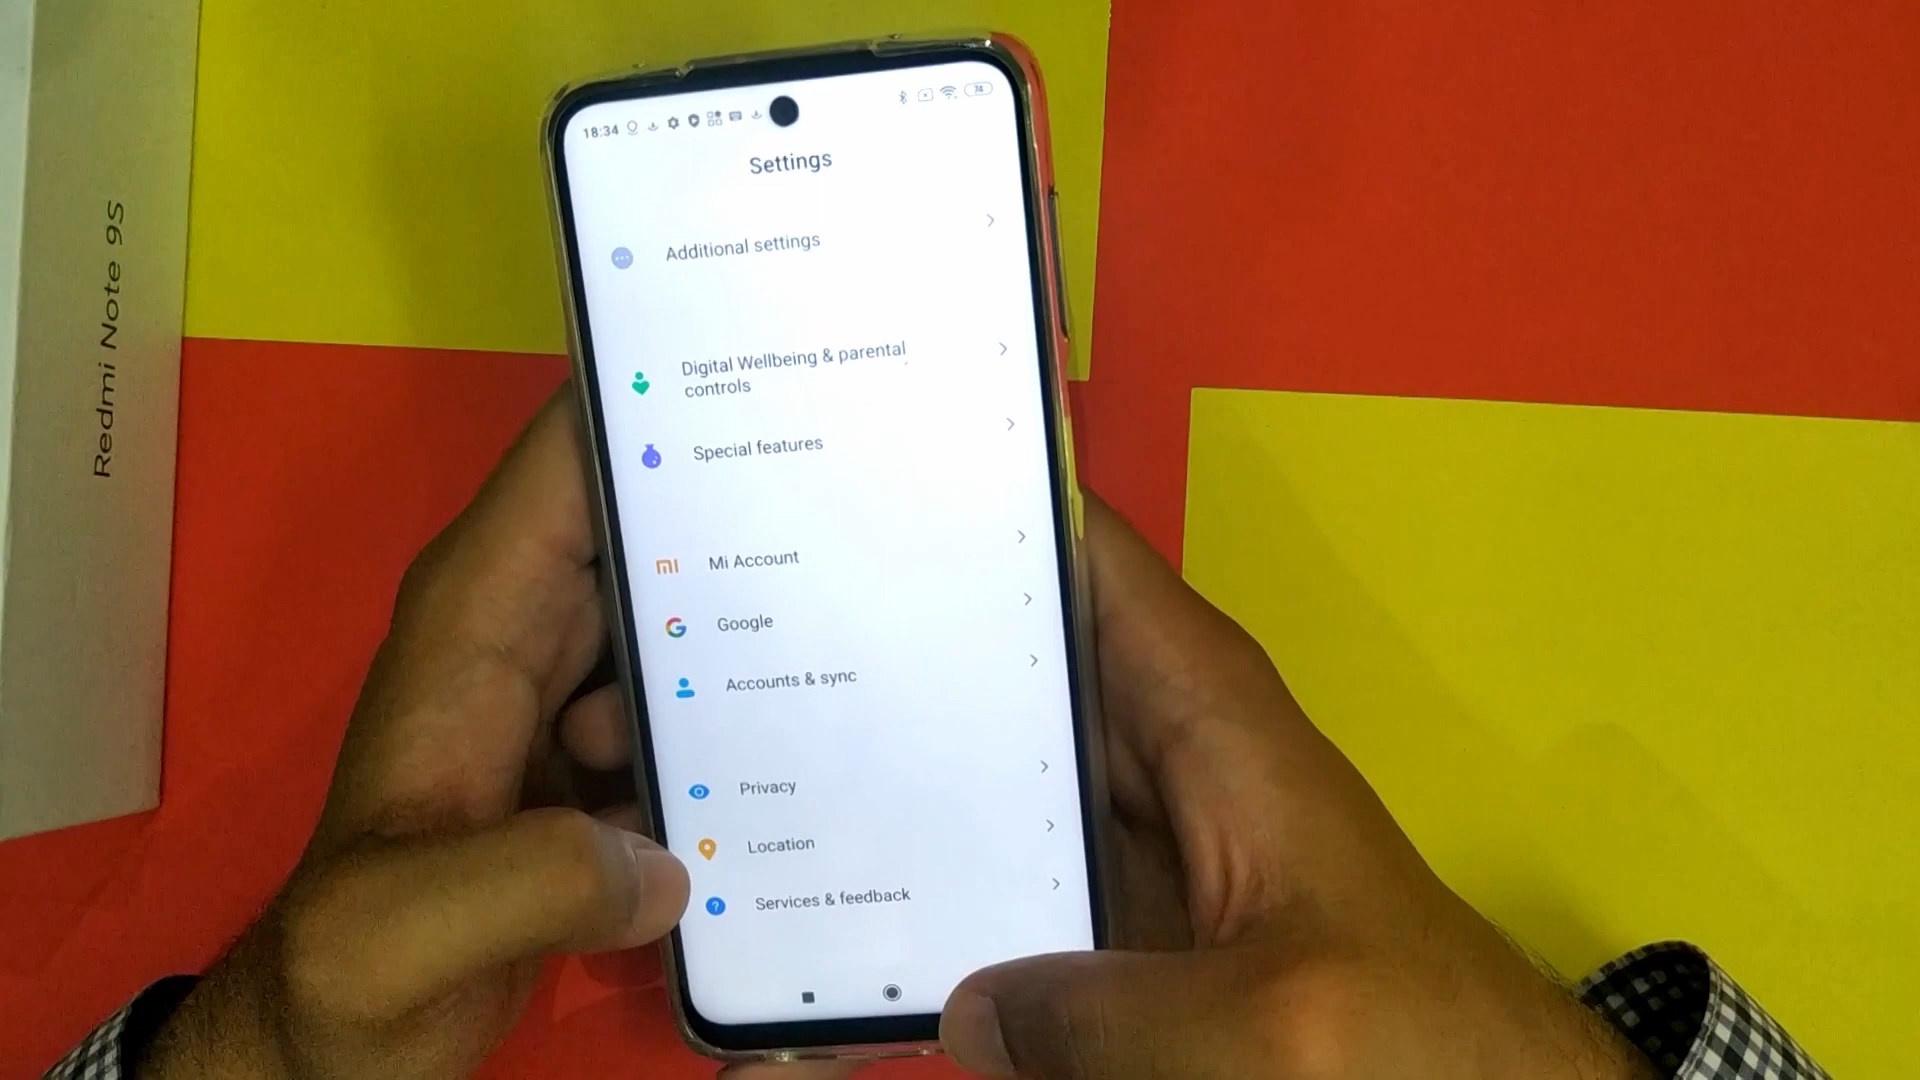 Redmi Note 9S
18:34
74
Settings
Additional settings
Digital Wellbeing & parental
controls
Special features
Mi Account
Google
Accounts & sync
Privacy
Location
Services & feedback